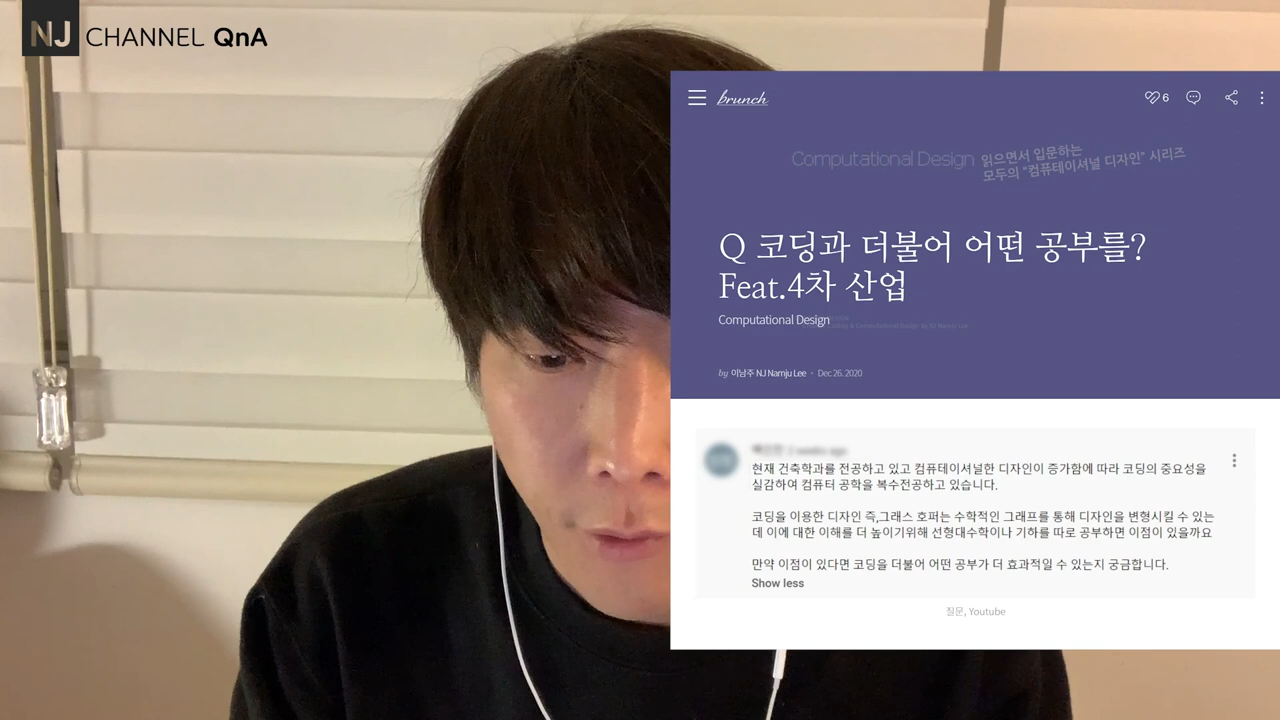 NJ CHANNEL QnA
brunch
6
Computational Design 읽으면서 입문하는
모두의 "컴퓨테이셔널 디자인" 시리즈
Q 코딩과 더불어 어떤 공부를?
Feat.4차 산업
Computational Design
by 이남주 NJ Namju Lee · Dec 26. 2020
현재 건축학과를 전공하고 있고 컴퓨테이셔널한 디자인이 증가함에 따라 코딩의 중요성을
실감하여 컴퓨터 공학을 복수전공하고 있습니다.
코딩을 이용한 디자인 즉,그래스 호퍼는 수학적인 그래프를 통해 디자인을 변형시킬 수 있는
데 이에 대한 이해를 더 높이기위해 선형대수학이나 기하를 따로 공부하면 이점이 있을까요
만약 이점이 있다면 코딩을 더불어 어떤 공부가 더 효과적일 수 있는지 궁금합니다.
Show less
질문, Youtube